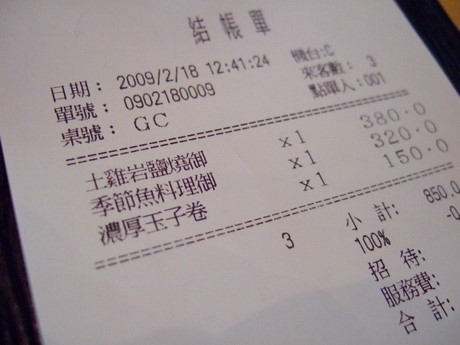 結帳單
日期: 2009/2/18 12:41:24 機台:C
單號: 0902180009 來客數: 3
桌號: GC 點單人:001
土雞岩鹽燒御 x1 380.0
季節魚料理御 x1 320.0
濃厚玉子卷 x1 150.0
3 小計: 850.0
100% -0
招待:
服務費:
合計: